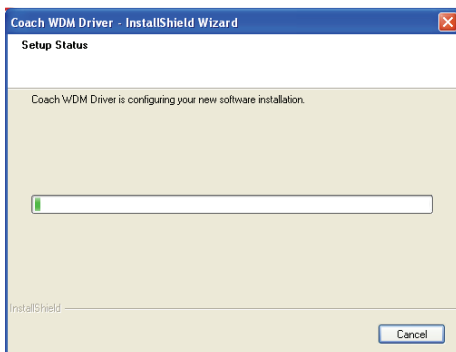 Coach WDM Driver - InstallShield Wizard
Setup Status
Coach WDM Driver is configuring your new software installation.
InstallShield
Cancel